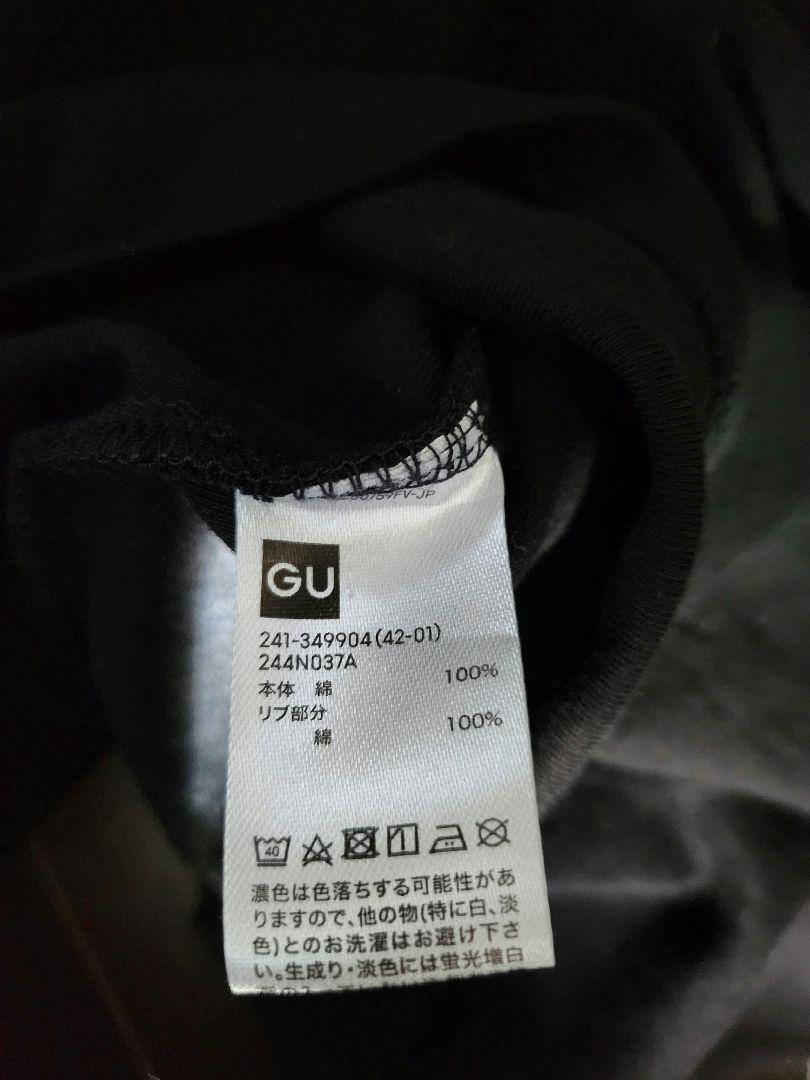 GU
241-349904(42-01)
244N037A
本体 綿 100%
リブ部分
綿 100%
40
濃色は色落ちする可能性があ
りますので、他の物(特に白、淡
色)とのお洗濯はお避け下さ
い。生成り・淡色には蛍光増白